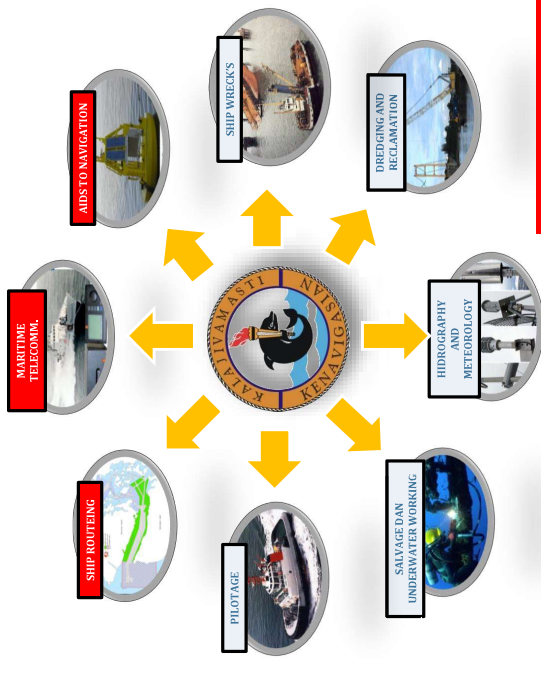 MARITIME
TELECOMM.
SHIP ROUTEING
AIDS TO NAVIGATION
PILOTAGE
KALAJIVAMASTI
KENAVIGASIAN
SHIP WRECK'S
SALVAGE DAN
UNDERWATER WORKING
HIDROGRAPHY
AND
METEOROLOGY
DREDGING AND
RECLAMATION